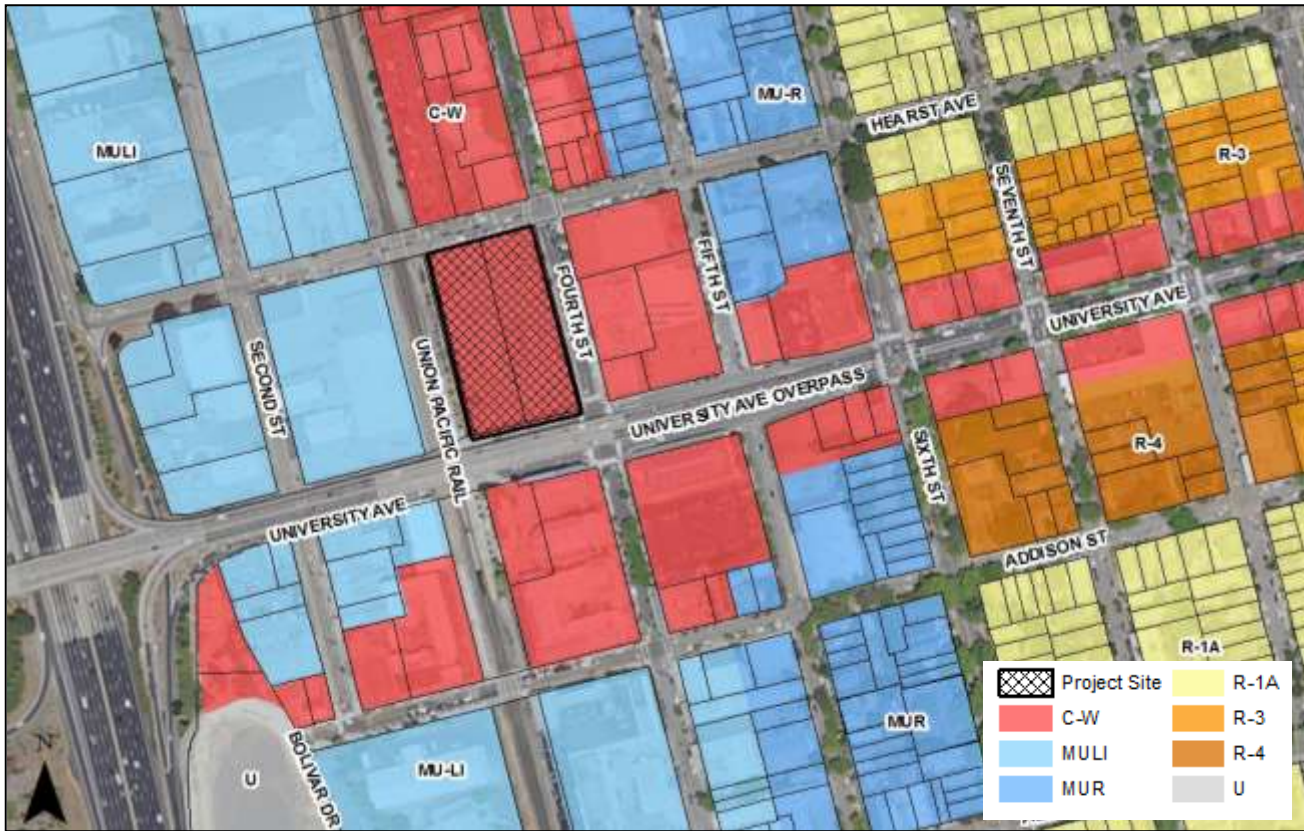 C-W
MU-R
HEARST AVE
MULI
R-3
SEVENTH ST
FIFTH ST
FOURTH ST
UNIVERSITY AVE
SECOND ST
UNION PACIFIC RAIL
UNIVERSITY AVE OVERPASS
R-4
SIXTH ST
UNIVERSITY AVE
ADDISON ST
R-1A
MUR
BOLIVAR DR
U
MU-LI
N
Project Site
C-W
MULI
MUR
R-1A
R-3
R-4
U